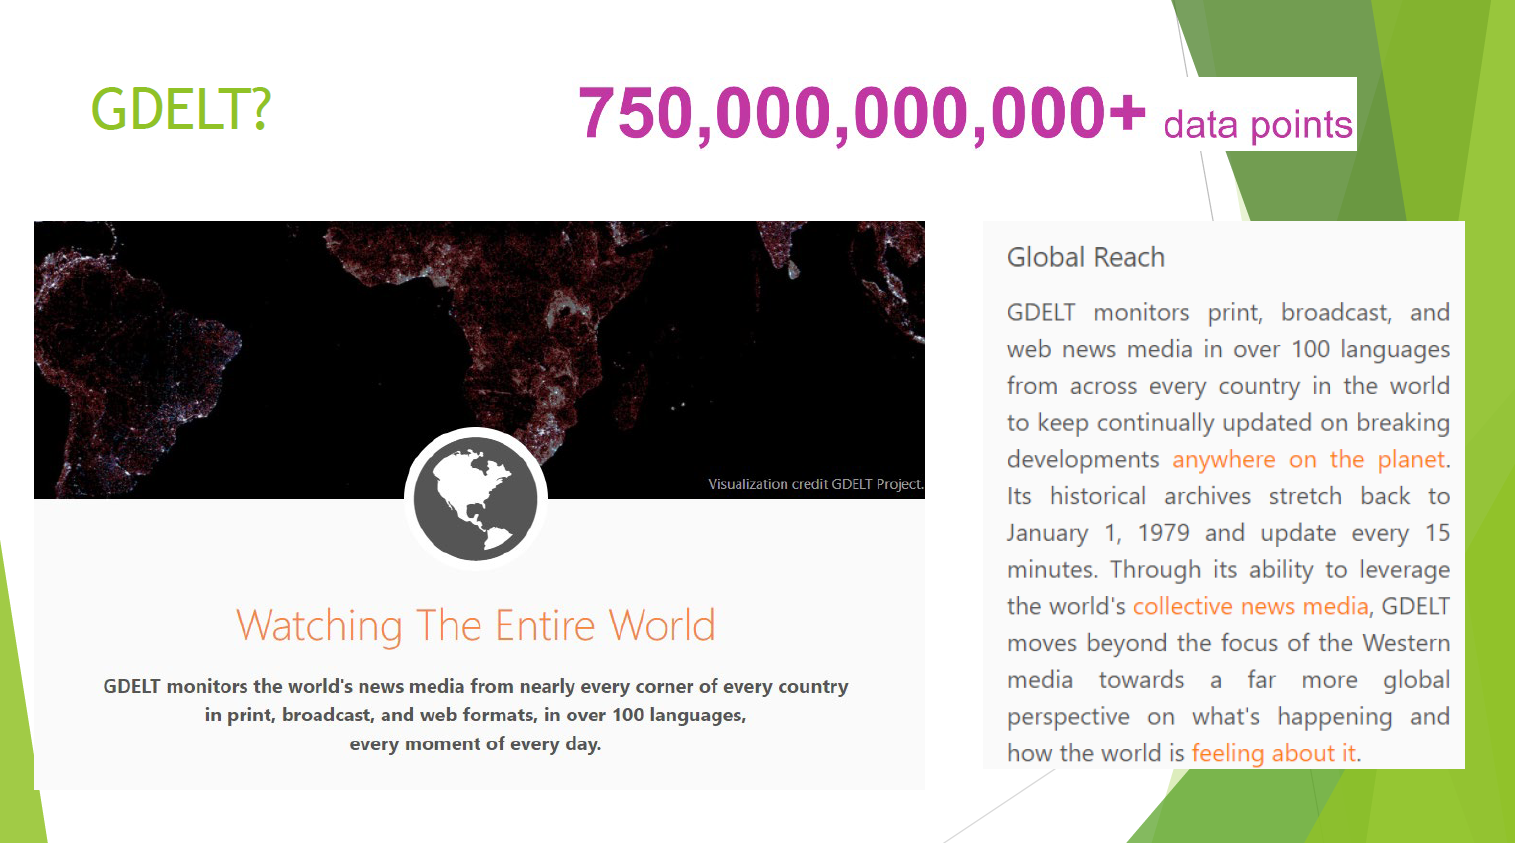 GDELT?
750,000,000,000+ data points
Visualization credit GDELT Project.
Watching The Entire World
GDELT monitors the world's news media from nearly every corner of every country
in print, broadcast, and web formats, in over 100 languages,
every moment of every day.
Global Reach
GDELT monitors print, broadcast, and
web news media in over 100 languages
from across every country in the world
to keep continually updated on breaking
developments anywhere on the planet.
Its historical archives stretch back to
January 1, 1979 and update every 15
minutes. Through its ability to leverage
the world's collective news media, GDELT
moves beyond the focus of the Western
media towards a far more global
perspective on what's happening and
how the world is feeling about it.